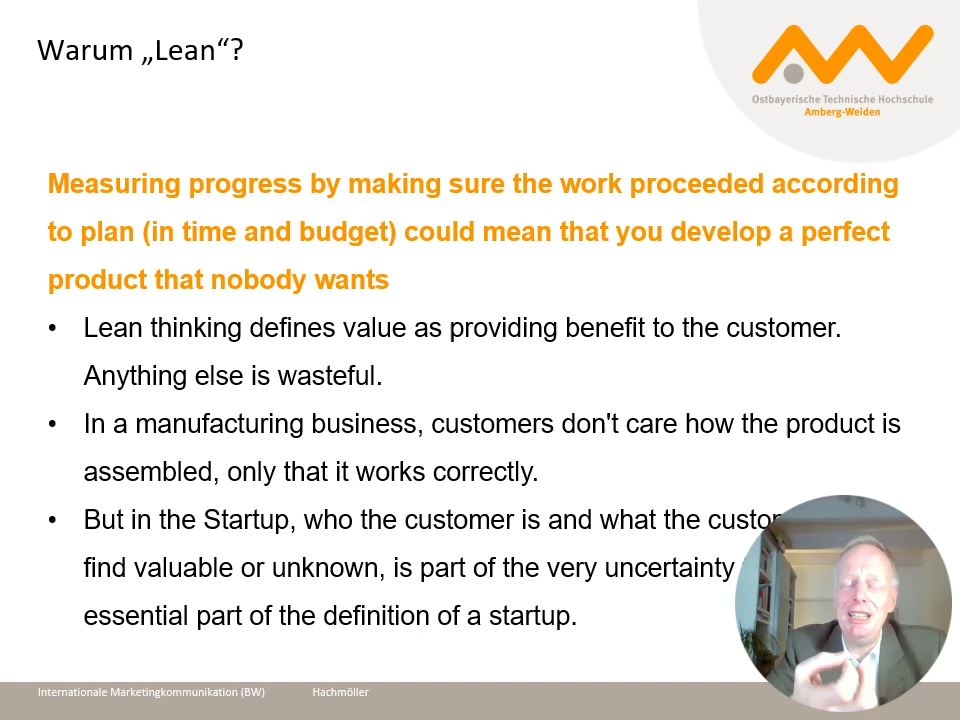 Warum „Lean“?
Ostbayerische Technische Hochschule
Amberg-Weiden
Measuring progress by making sure the work proceeded according
to plan (in time and budget) could mean that you develop a perfect
product that nobody wants
• Lean thinking defines value as providing benefit to the customer.
Anything else is wasteful.
• In a manufacturing business, customers don't care how the product is
assembled, only that it works correctly.
• But in the Startup, who the customer is and what the
find valuable or unknown, is part of the very uncertainty
essential part of the definition of a startup.
Internationale Marketingkommunikation (BW) Hachmöller